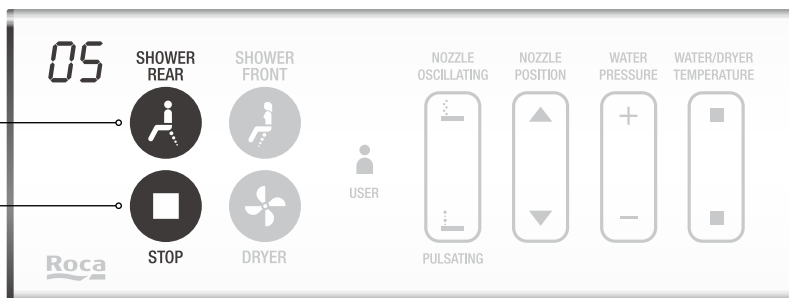 05
SHOWER
REAR
SHOWER
FRONT
NOZZLE
OSCILLATING
NOZZLE
POSITION
WATER
PRESSURE
WATER/DRYER
TEMPERATURE
USER
STOP
DRYER
PULSATING
Roca